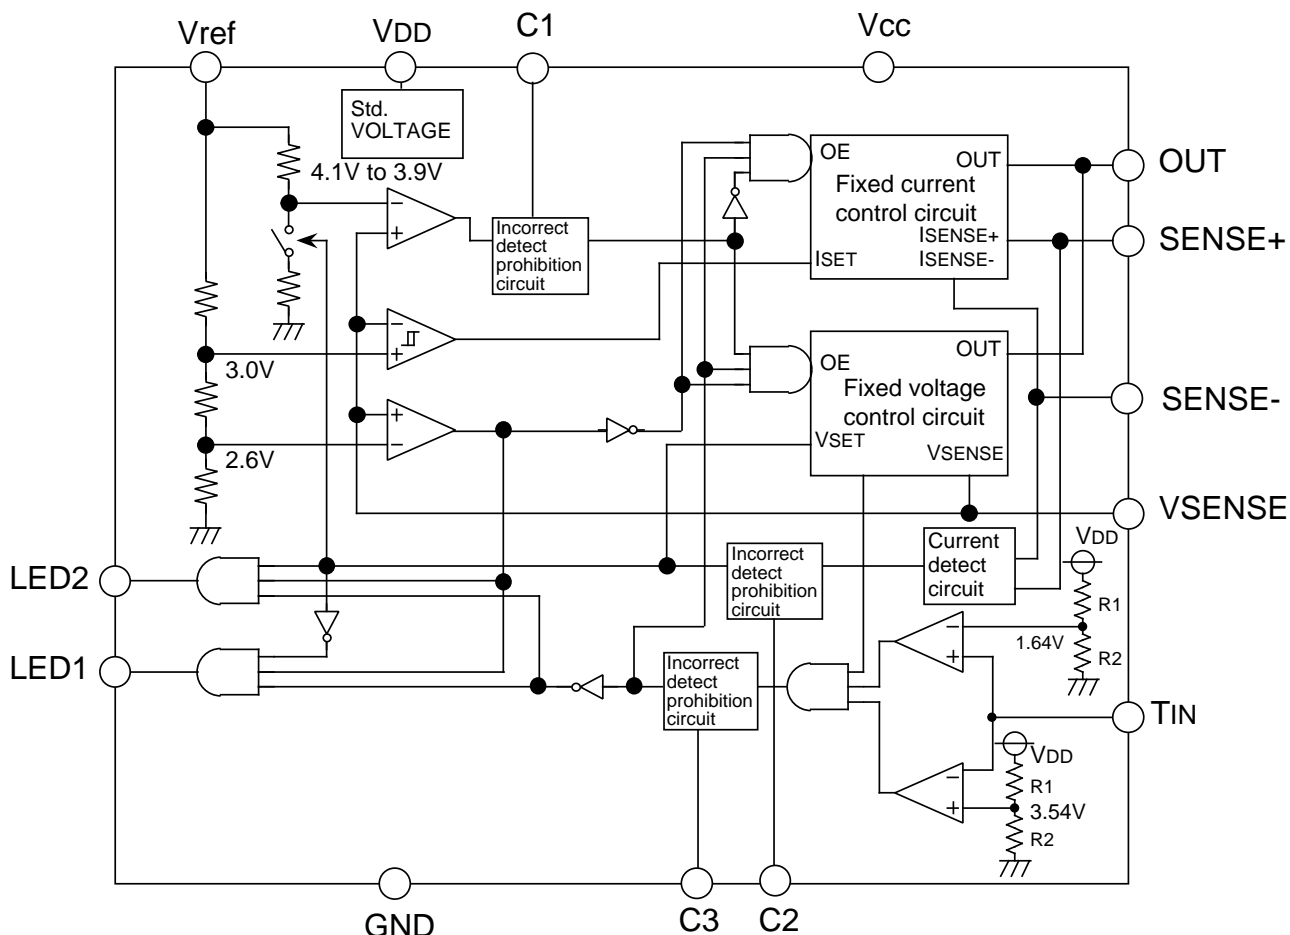 Vref
VDD
C1
Vcc
Std.
VOLTAGE
4.1V to 3.9V
OE
OUT
Fixed current
control circuit
ISENSE+
ISENSE-
ISET
OUT
SENSE+
Incorrect
detect
prohibition
circuit
−
+
−
+
3.0V
OE
OUT
Fixed voltage
control circuit
VSET
VSENSE
SENSE-
+
−
2.6V
VSENSE
LED2
Incorrect
detect
prohibition
circuit
Current
detect
circuit
VDD
R1
1.64V
R2
−
+
LED1
Incorrect
detect
prohibition
circuit
TIN
VDD
R1
3.54V
R2
−
+
GND
C3
C2